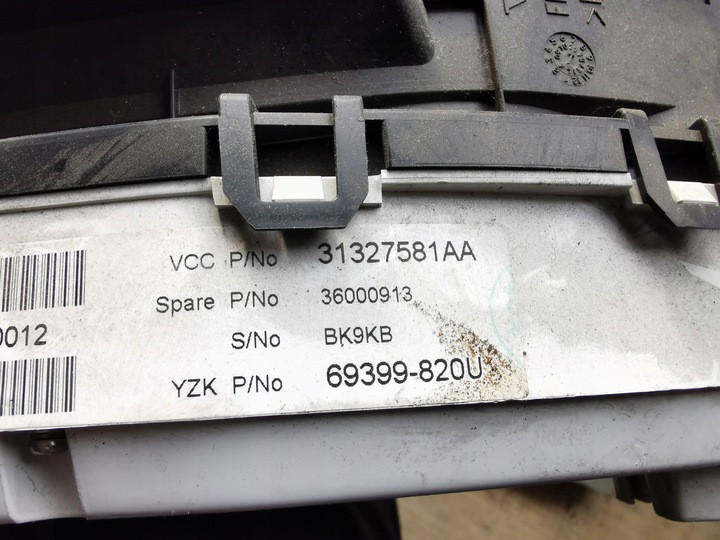 VCC P/No 31327581AA
Spare P/No 36000913
0012
S/No BK9KB
YZK P/No 69399-820U